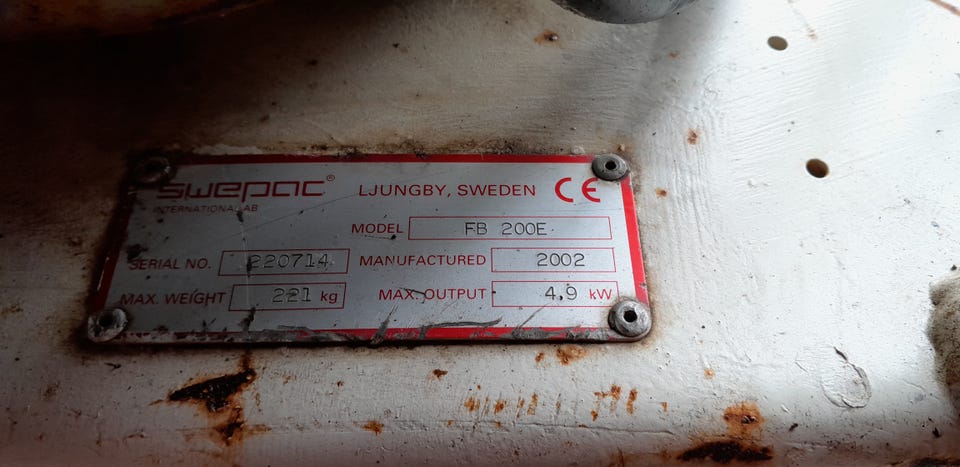 swepac® LJUNGBY, SWEDEN CE
INTERNATIONAL AB
MODEL FB 200E
SERIAL NO. 220714 MANUFACTURED 2002
MAX. WEIGHT 221 kg MAX. OUTPUT 4,9 kW